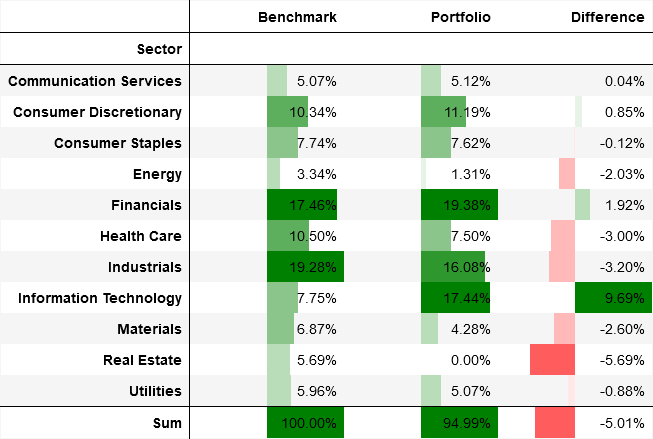 Benchmark Portfolio Difference
Sector
Communication Services 5.07% 5.12% 0.04%
Consumer Discretionary 10.34% 11.19% 0.85%
Consumer Staples 7.74% 7.62% -0.12%
Energy 3.34% 1.31% -2.03%
Financials 17.46% 19.38% 1.92%
Health Care 10.50% 7.50% -3.00%
Industrials 19.28% 16.08% -3.20%
Information Technology 7.75% 17.44% 9.69%
Materials 6.87% 4.28% -2.60%
Real Estate 5.69% 0.00% -5.69%
Utilities 5.96% 5.07% -0.88%
Sum 100.00% 94.99% -5.01%